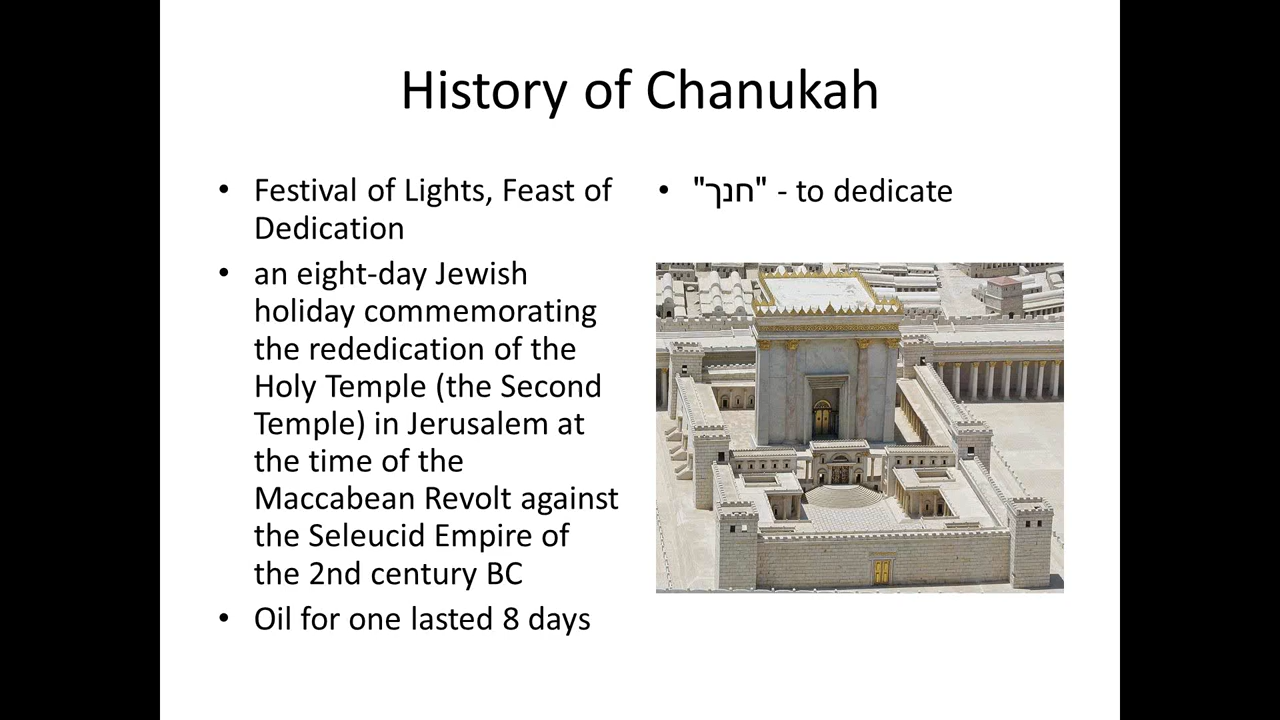 History of Chanukah
• Festival of Lights, Feast of
Dedication
• an eight-day Jewish
holiday commemorating
the rededication of the
Holy Temple (the Second
Temple) in Jerusalem at
the time of the
Maccabean Revolt against
the Seleucid Empire of
the 2nd century BC
• Oil for one lasted 8 days
• "חנך" - to dedicate